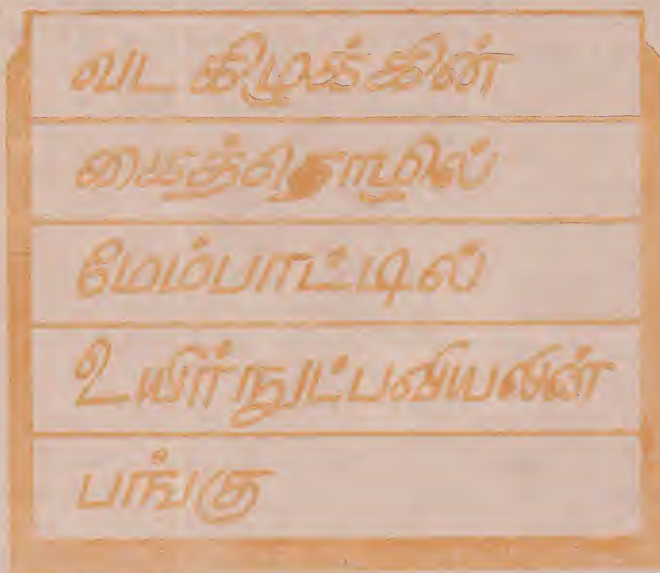 வட கிழக்கின்
கைத்தொழில்
மேம்பாட்டில்
உயிர்நுட்பவியலின்
பங்கு